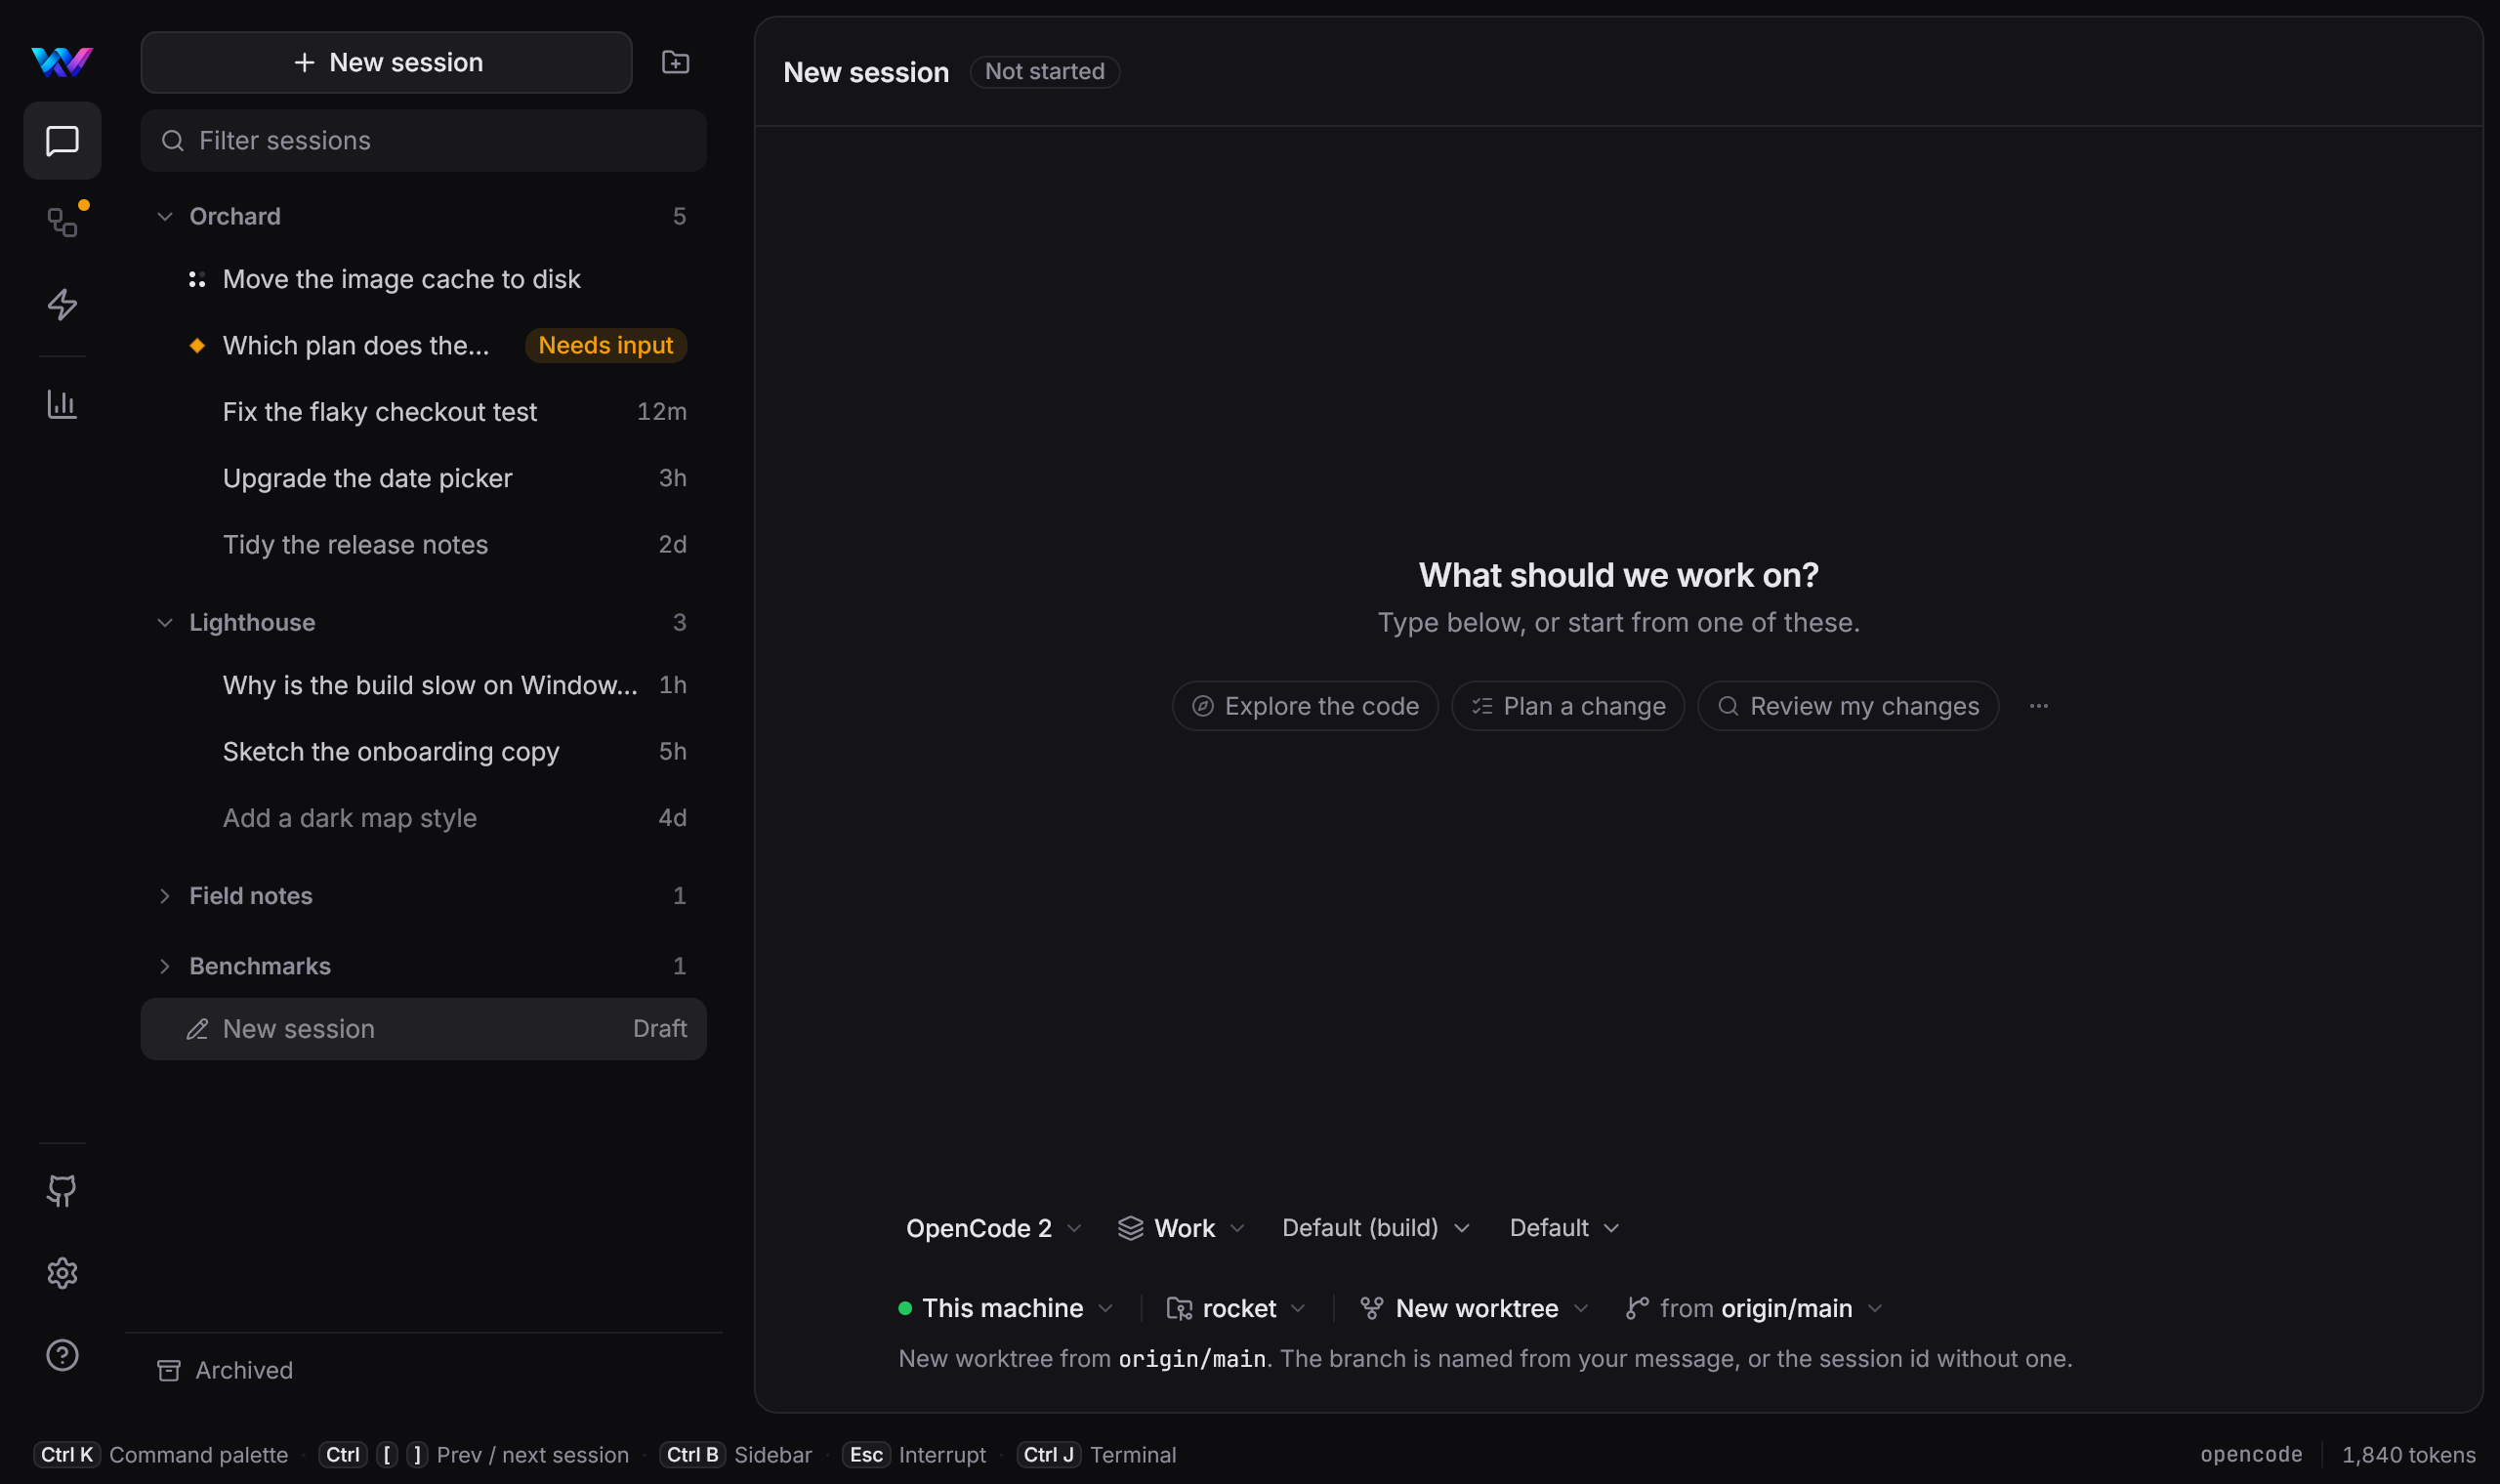 New session
Filter sessions
Orchard 5
Move the image cache to disk
Which plan does the... Needs input
Fix the flaky checkout test 12m
Upgrade the date picker 3h
Tidy the release notes 2d
Lighthouse 3
Why is the build slow on Window... 1h
Sketch the onboarding copy 5h
Add a dark map style 4d
Field notes 1
Benchmarks 1
New session Draft
Archived
New session Not started
What should we work on?
Type below, or start from one of these.
Explore the code Plan a change Review my changes ...
OpenCode 2 Work Default (build) Default
This machine rocket New worktree from origin/main
New worktree from origin/main. The branch is named from your message, or the session id without one.
Ctrl K Command palette · Ctrl [ ] Prev / next session · Ctrl B Sidebar · Esc Interrupt · Ctrl J Terminal
opencode 1,840 tokens